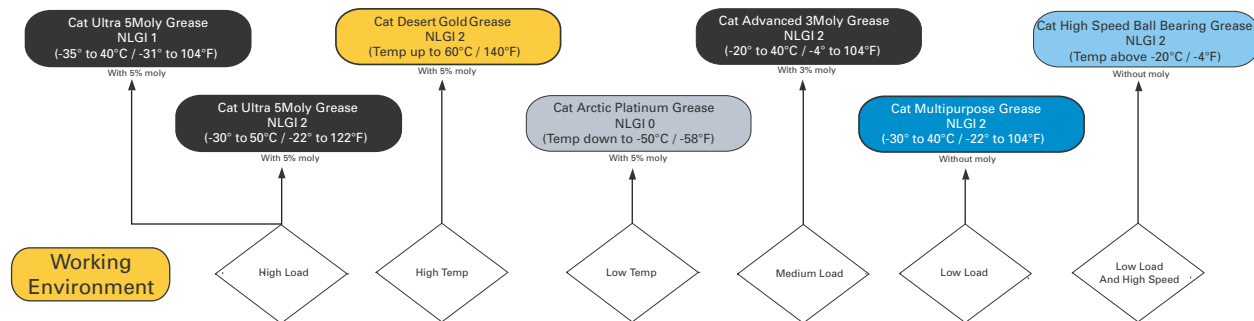 Cat Ultra 5Moly Grease
NLGI 1
(-35° to 40°C / -31° to 104°F)
With 5% moly
Cat Desert Gold Grease
NLGI 2
(Temp up to 60°C / 140°F)
With 5% moly
Cat Advanced 3Moly Grease
NLGI 2
(-20° to 40°C / -4° to 104°F)
With 3% moly
Cat High Speed Ball Bearing Grease
NLGI 2
(Temp above -20°C / -4°F)
Without moly
Cat Ultra 5Moly Grease
NLGI 2
(-30° to 50°C / -22° to 122°F)
With 5% moly
Cat Arctic Platinum Grease
NLGI 0
(Temp down to -50°C / -58°F)
With 5% moly
Cat Multipurpose Grease
NLGI 2
(-30° to 40°C / -22° to 104°F)
Without moly
Working
Environment
High Load
High Temp
Low Temp
Medium Load
Low Load
Low Load
And High Speed